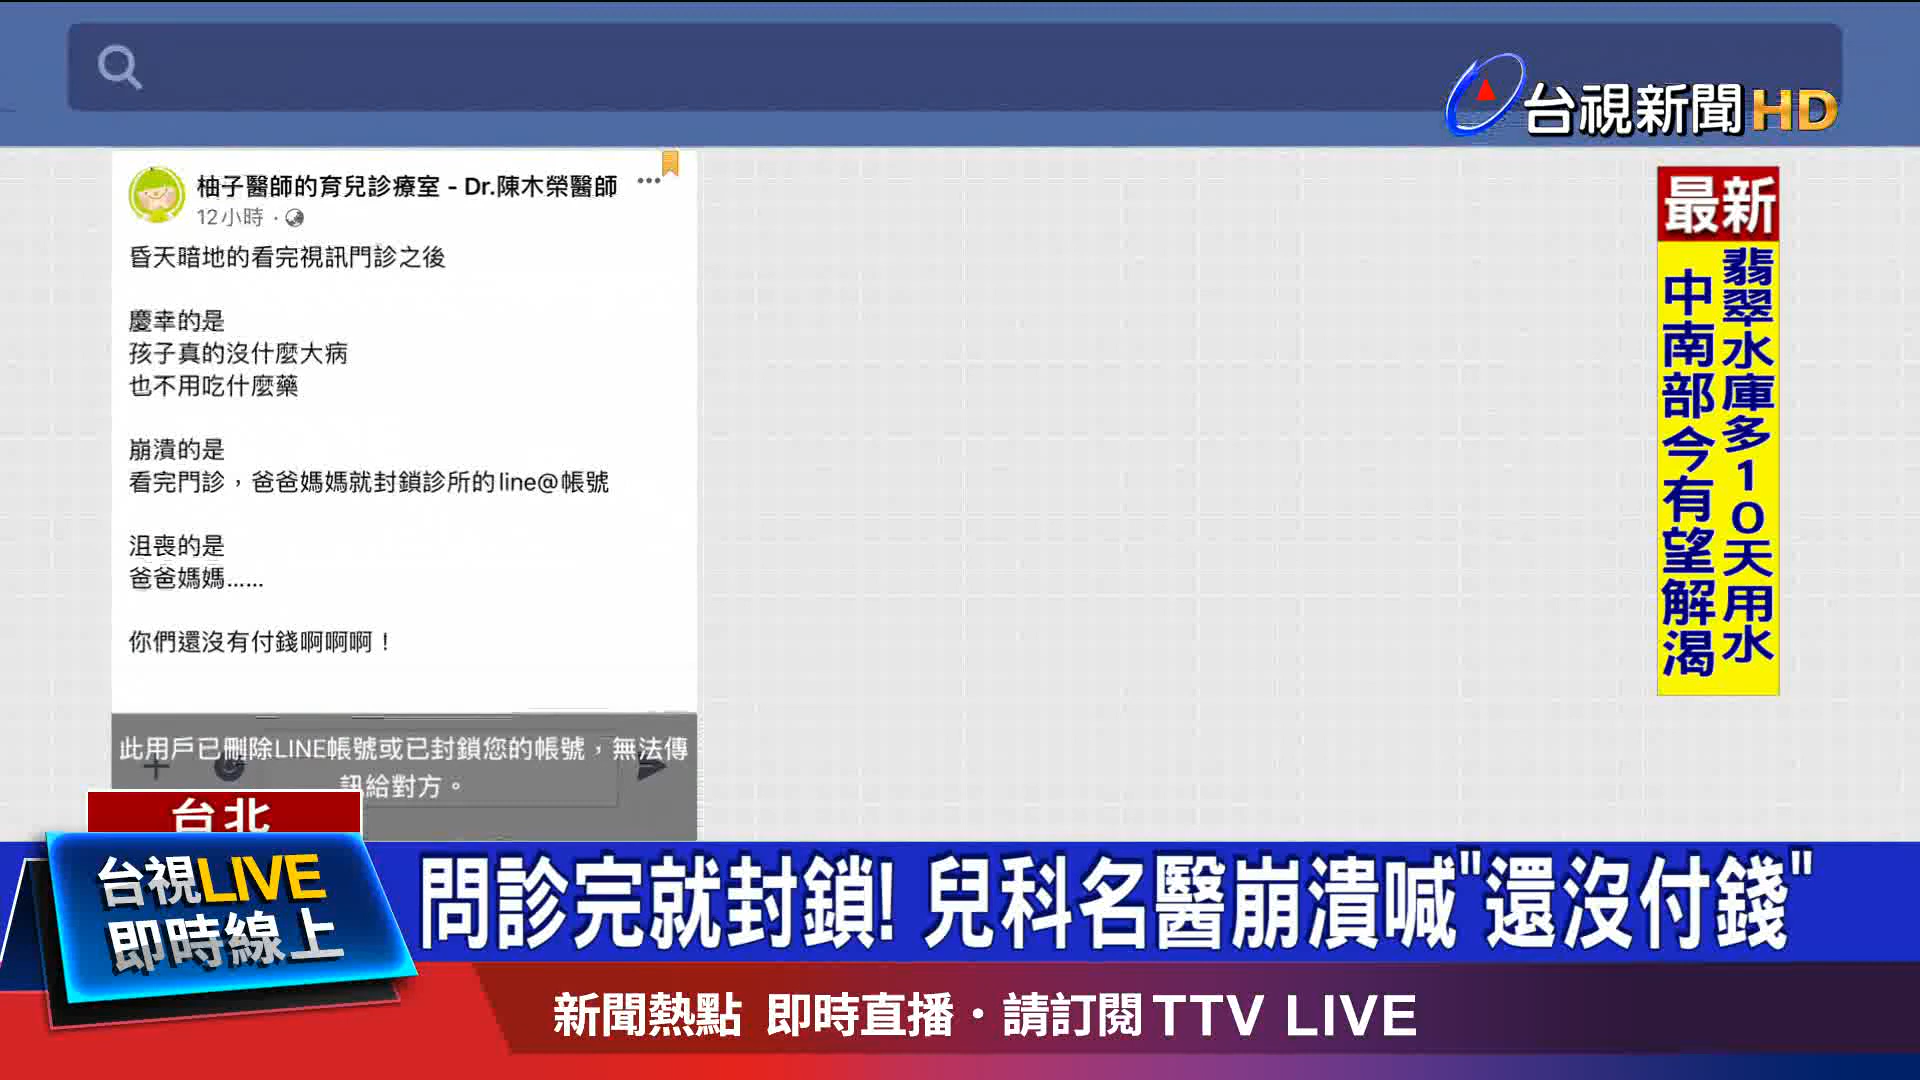 台視新聞HD
柚子醫師的育兒診療室 - Dr.陳木榮醫師
12小時 ·
昏天暗地的看完視訊門診之後
慶幸的是
孩子真的沒什麼大病
也不用吃什麼藥
崩潰的是
看完門診，爸爸媽媽就封鎖診所的line@帳號
沮喪的是
爸爸媽媽......
你們還沒有付錢啊啊啊！
此用戶已刪除LINE帳號或已封鎖您的帳號，無法傳
訊給對方。
最新
翡翠水庫多10天用水
中南部今有望解渴
台北
台視LIVE
即時線上
問診完就封鎖! 兒科名醫崩潰喊"還沒付錢"
新聞熱點 即時直播·請訂閱TTV LIVE